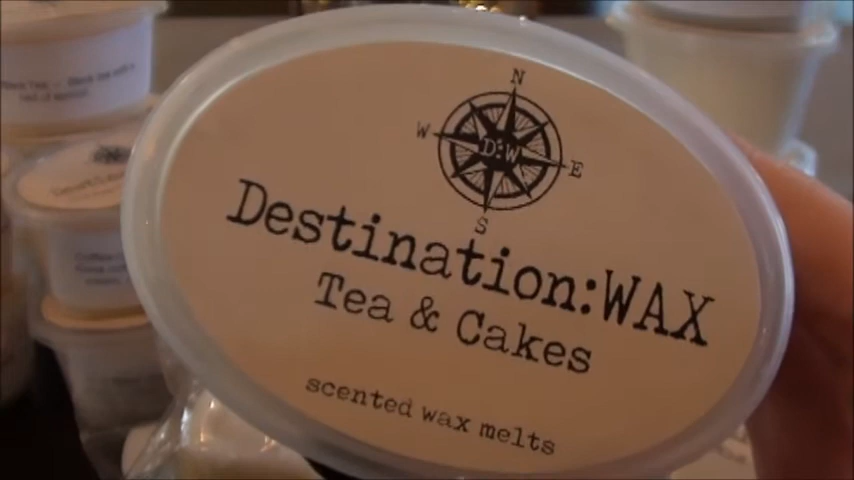 N
W
D:W
E
S
Destination:WAX
Tea & Cakes
scented wax melts